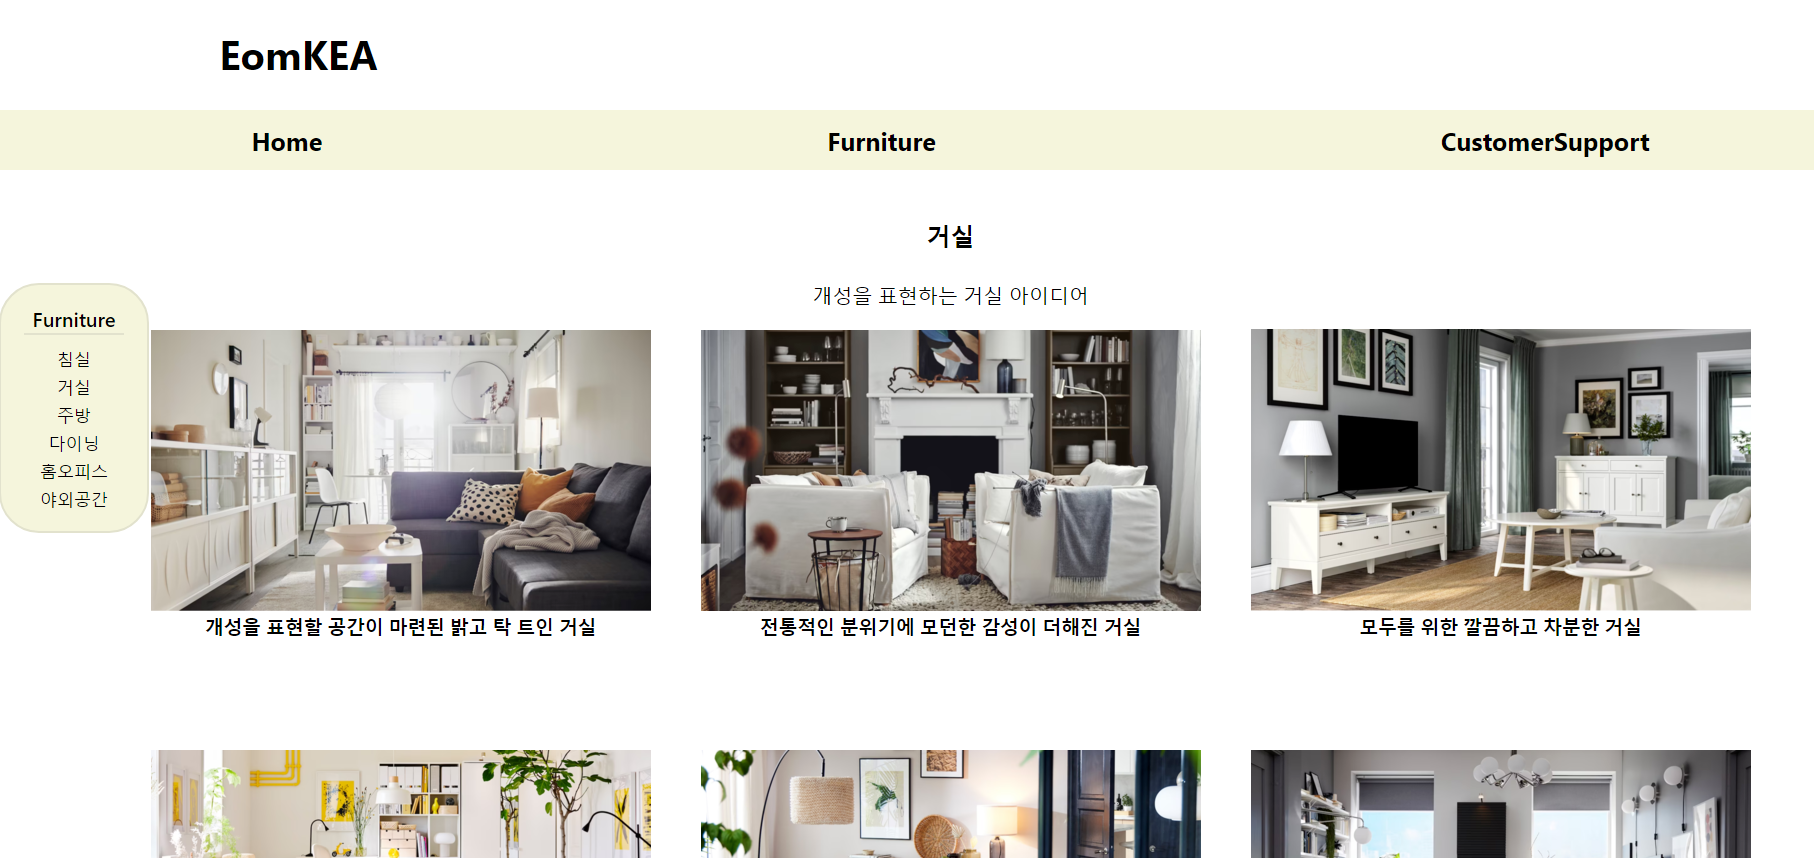 EomKEA
Home
Furniture
CustomerSupport
거실
개성을 표현하는 거실 아이디어
Furniture
침실
거실
주방
다이닝
홈오피스
야외공간
개성을 표현할 공간이 마련된 밝고 탁 트인 거실
전통적인 분위기에 모던한 감성이 더해진 거실
모두를 위한 깔끔하고 차분한 거실